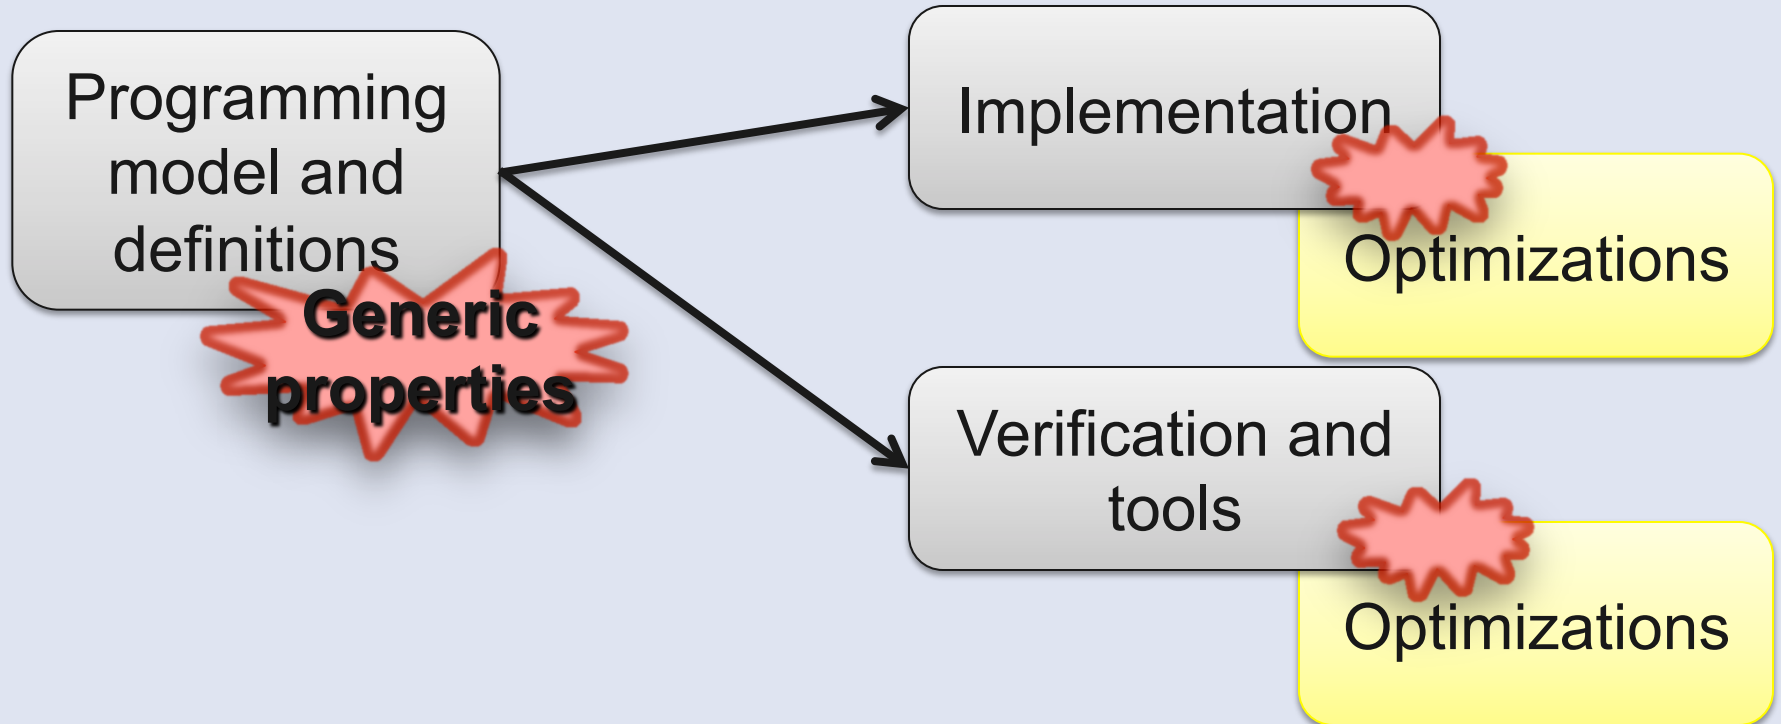 Programming
model and
definitions
Generic
properties
Implementation
Optimizations
Verification and
tools
Optimizations